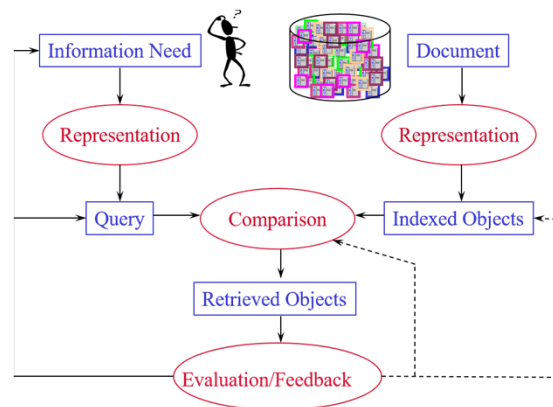 ?
Information Need
Document
Representation
Representation
Query
Comparison
Indexed Objects
Retrieved Objects
Evaluation/Feedback